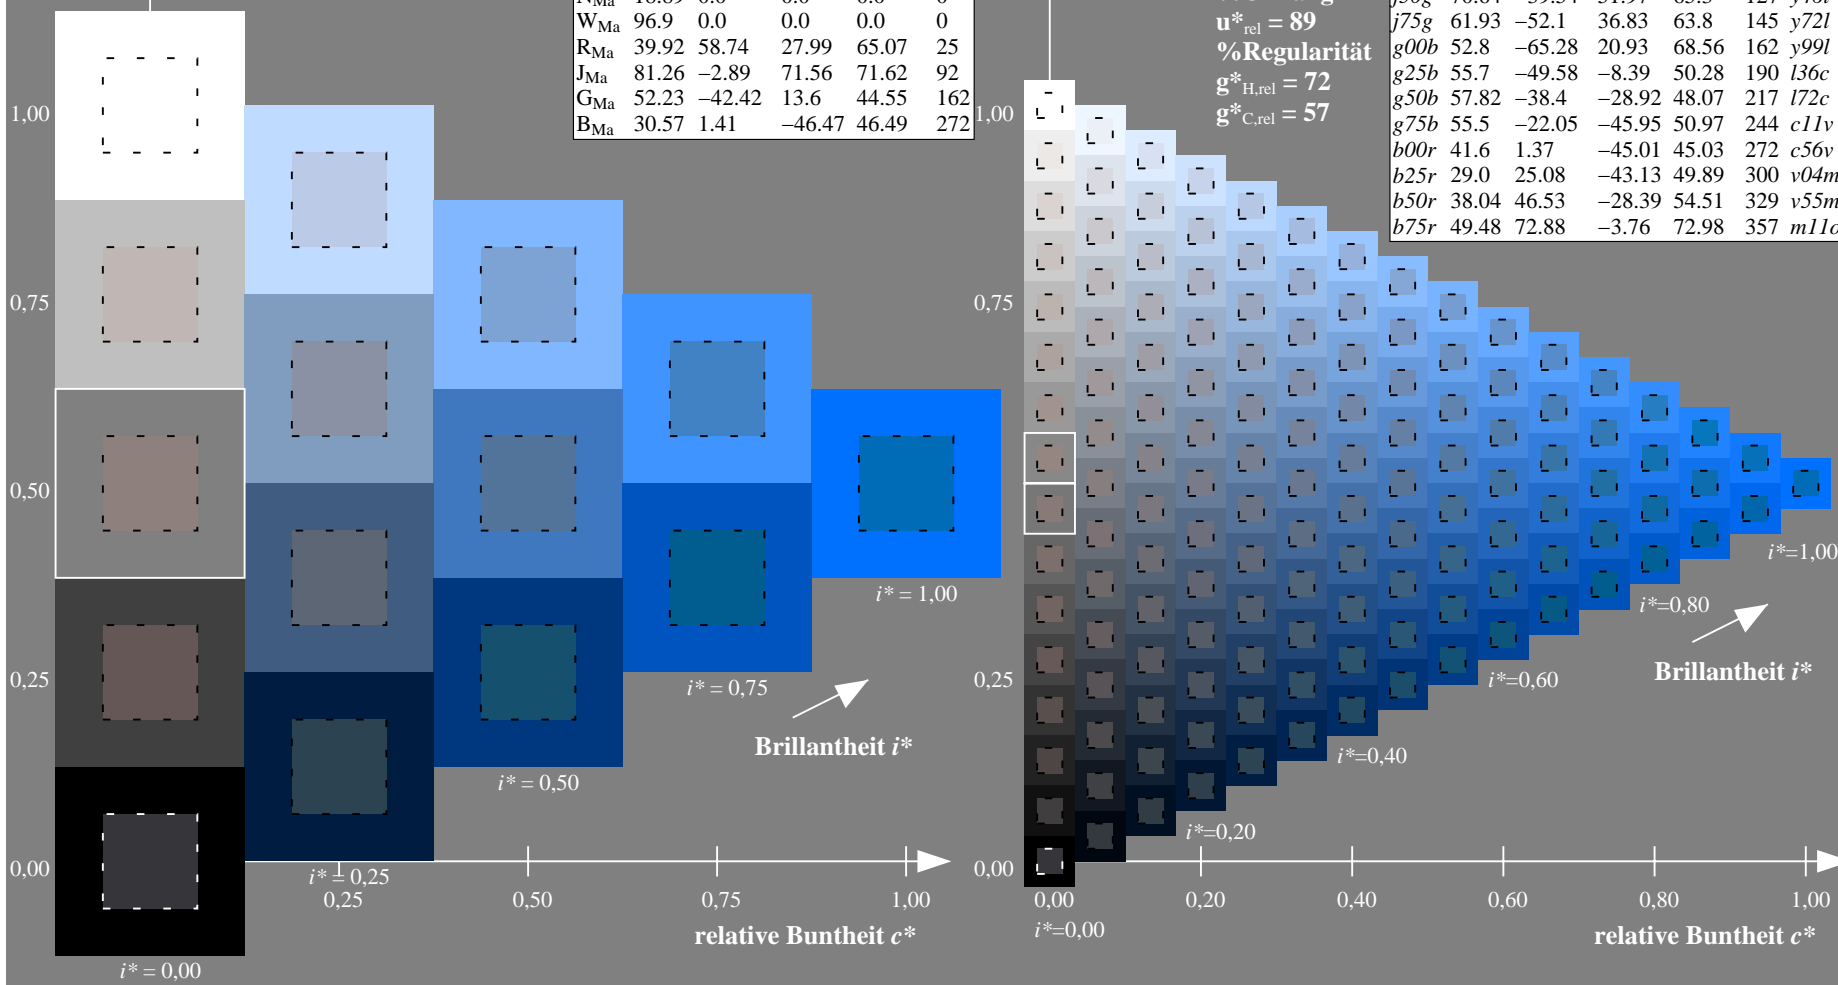 W_Ma 96.9 0.0 0.0 0.0 0
R_Ma 39.92 58.74 27.99 65.07 25
J_Ma 81.26 −2.89 71.56 71.62 92
G_Ma 52.23 −42.42 13.6 44.55 162
B_Ma 30.57 1.41 −46.47 46.49 272
u*_rel = 89
%Regularität
g*_H,rel = 72
g*_C,rel = 57
j75g 61.93 −52.1 36.83 63.8 145 y72l
g00b 52.8 −65.28 20.93 68.56 162 y99l
g25b 55.7 −49.58 −8.39 50.28 190 l36c
g50b 57.82 −38.4 −28.92 48.07 217 l72c
g75b 55.5 −22.05 −45.95 50.97 244 c11v
b00r 41.6 1.37 −45.01 45.03 272 c56v
b25r 29.0 25.08 −43.13 49.89 300 v04m
b50r 38.04 46.53 −28.39 54.51 329 v55m
b75r 49.48 72.88 −3.76 72.98 357 m11o
1,00
0,75
0,50
0,25
0,00
i* = 1,00
i* = 0,75
Brillantheit i*
i* = 0,50
i* = 0,25
0,25 0,50 0,75 1,00
relative Buntheit c*
i* = 0,00
1,00
0,75
0,25
0,00
i*=1,00
i*=0,80
Brillantheit i*
i*=0,60
i*=0,40
i*=0,20
0,00 0,20 0,40 0,60 0,80 1,00
i*=0,00
relative Buntheit c*